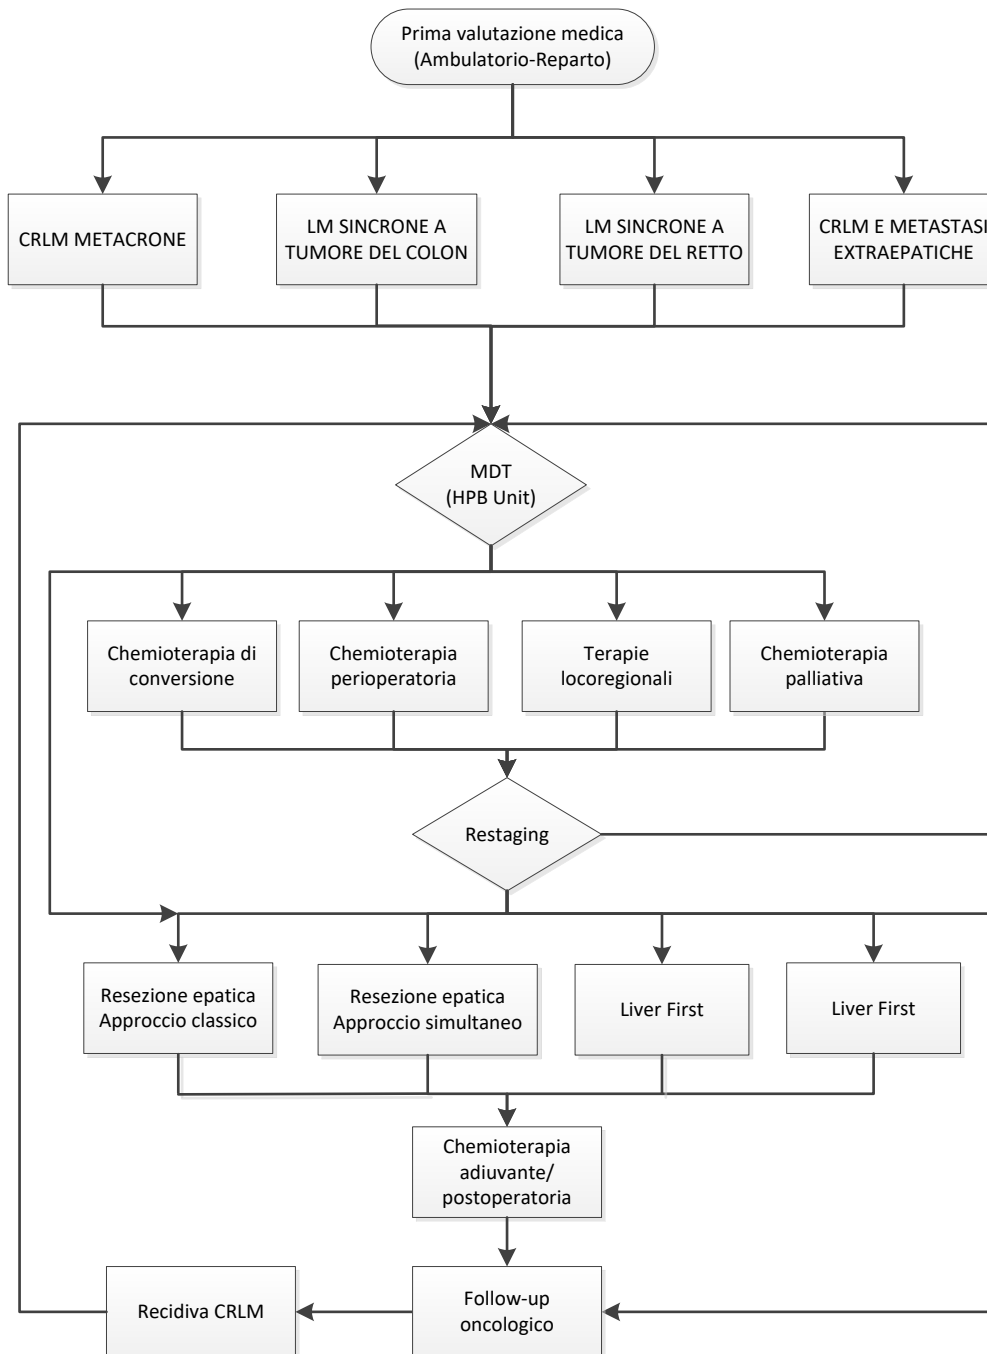 Prima valutazione medica
(Ambulatorio-Reparto)
CRLM METACRONE
LM SINCRONE A
TUMORE DEL COLON
LM SINCRONE A
TUMORE DEL RETTO
CRLM E METASTASI
EXTRAEPATICHE
MDT
(HPB Unit)
Chemioterapia di
conversione
Chemioterapia
perioperatoria
Terapie
locoregionali
Chemioterapia
palliativa
Restaging
Resezione epatica
Approccio classico
Resezione epatica
Approccio simultaneo
Liver First
Liver First
Chemioterapia
adiuvante/
postoperatoria
Recidiva CRLM
Follow-up
oncologico